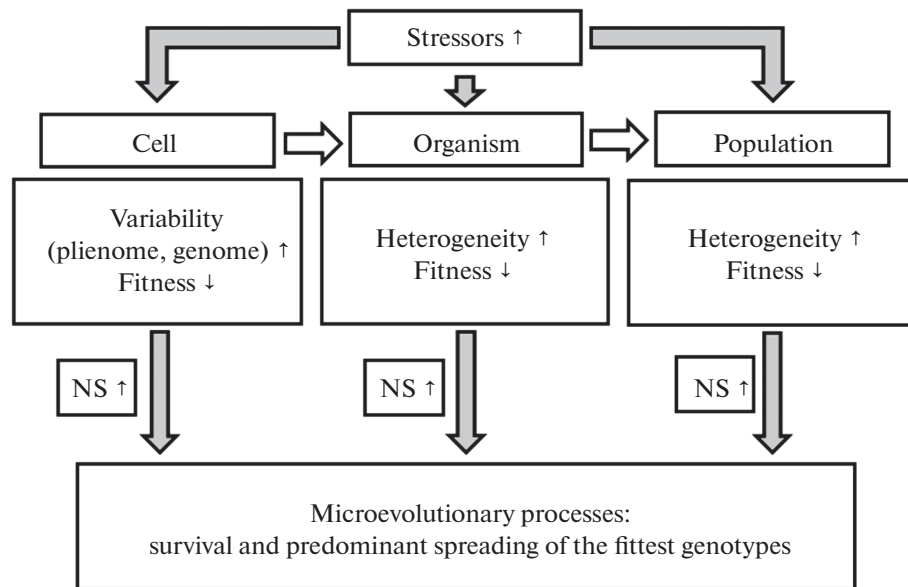 Stressors ↑
Cell
Organism
Population
Variability
(plienome, genome) ↑
Fitness ↓
Heterogeneity ↑
Fitness ↓
Heterogeneity ↑
Fitness ↓
NS ↑
NS ↑
NS ↑
Microevolutionary processes:
survival and predominant spreading of the fittest genotypes